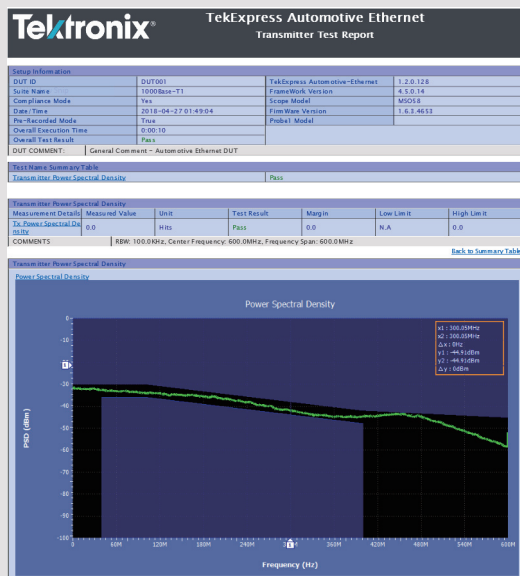 Tektronix®
TekExpress Automotive Ethernet
Transmitter Test Report
Setup Information
DUT ID DUT001 TekExpress Automotive-Ethernet 1.2.0.128
Suite Name 1000Base-T1 FrameWork Version 4.5.0.14
Compliance Mode Yes Scope Model MSO58
Date/Time 2018-04-27 01:49:04 FirmWare Version 1.6.3.4653
Pre-Recorded Mode True Probe1 Model
Overall Execution Time 0:00:10
Overall Test Result Pass
DUT COMMENT: General Comment - Automotive Ethernet DUT
Test Name Summary Table
Transmitter Power Spectral Density Pass
Transmitter Power Spectral Density
Measurement Details Measured Value Unit Test Result Margin Low Limit High Limit
Tx Power Spectral De
nsity 0.0 Hits Pass 0.0 N.A 0.0
COMMENTS RBW: 100.0KHz, Center Frequency: 600.0MHz, Frequency Span: 600.0MHz
Back to Summary Table
Transmitter Power Spectral Density
Power Spectral Density
Power Spectral Density
x1 : 300.05MHz
x2 : 300.05MHz
Δx : 0Hz
y1 : -44.91dBm
y2 : -44.91dBm
Δy : 0dBm
PSD (dBm)
0
-10
-20
-30
-40
-50
-60
-70
-80
-90
-100
0 60M 120M 180M 240M 360M 420M 480M 540M 600M
Frequency (Hz)